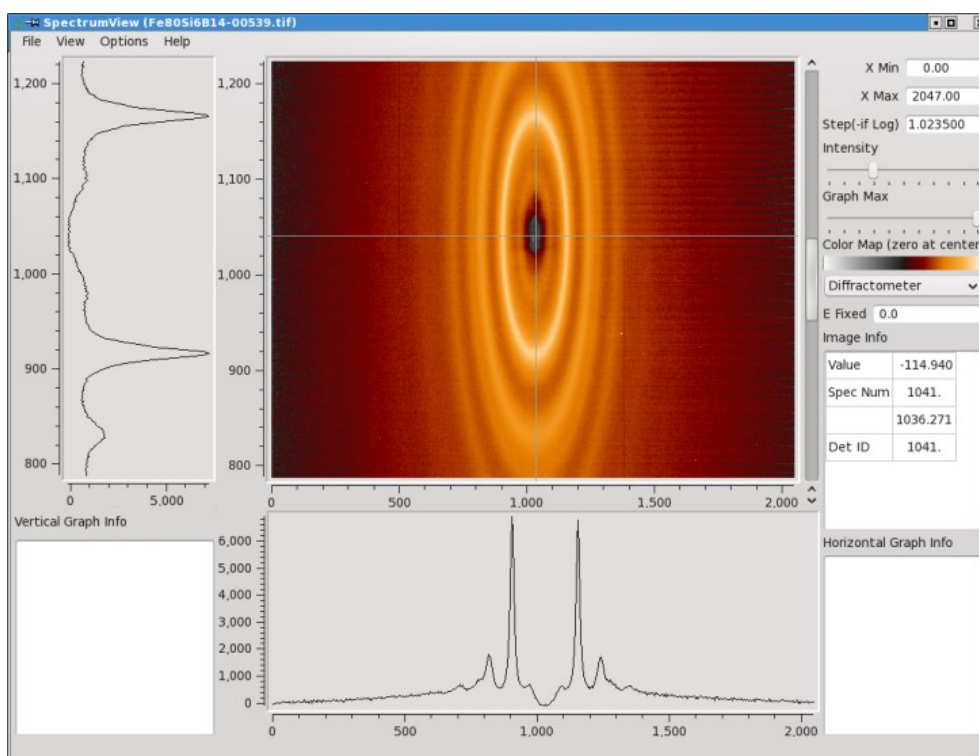 SpectrumView (Fe80Si6B14-00539.tif)
File View Options Help
1,200
1,100
1,000
900
800
0 5,000
1,200
1,100
1,000
900
800
0 500 1,000 1,500 2,000
X Min 0.00
X Max 2047.00
Step(-if Log) 1.023500
Intensity
Graph Max
Color Map (zero at center
Diffractometer
E Fixed 0.0
Image Info
Value -114.940
Spec Num 1041.
1036.271
Det ID 1041.
Vertical Graph Info
6,000
5,000
4,000
3,000
2,000
1,000
0
0 500 1,000 1,500 2,000
Horizontal Graph Info